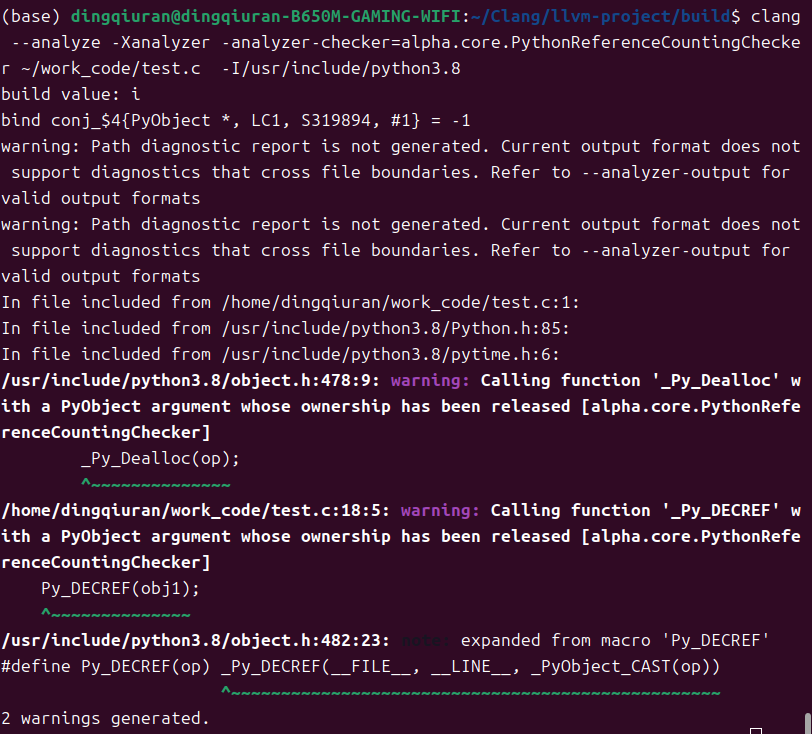 (base) dingqiuran@dingqiuran-B650M-GAMING-WIFI:~/Clang/llvm-project/build$ clang
 --analyze -Xanalyzer -analyzer-checker=alpha.core.PythonReferenceCountingChecke
r ~/work_code/test.c  -I/usr/include/python3.8
build value: i
bind conj_$4{PyObject *, LC1, S319894, #1} = -1
warning: Path diagnostic report is not generated. Current output format does not
 support diagnostics that cross file boundaries. Refer to --analyzer-output for
valid output formats
warning: Path diagnostic report is not generated. Current output format does not
 support diagnostics that cross file boundaries. Refer to --analyzer-output for
valid output formats
In file included from /home/dingqiuran/work_code/test.c:1:
In file included from /usr/include/python3.8/Python.h:85:
In file included from /usr/include/python3.8/pytime.h:6:
/usr/include/python3.8/object.h:478:9: warning: Calling function '_Py_Dealloc' w
ith a PyObject argument whose ownership has been released [alpha.core.PythonRefe
renceCountingChecker]
        _Py_Dealloc(op);
        ^~~~~~~~~~~~~~~
/home/dingqiuran/work_code/test.c:18:5: warning: Calling function '_Py_DECREF' w
ith a PyObject argument whose ownership has been released [alpha.core.PythonRefe
renceCountingChecker]
    Py_DECREF(obj1);
    ^~~~~~~~~~~~~~~
/usr/include/python3.8/object.h:482:23: note: expanded from macro 'Py_DECREF'
#define Py_DECREF(op) _Py_DECREF(__FILE__, __LINE__, _PyObject_CAST(op))
                      ^~~~~~~~~~~~~~~~~~~~~~~~~~~~~~~~~~~~~~~~~~~~~~~~~~
2 warnings generated.